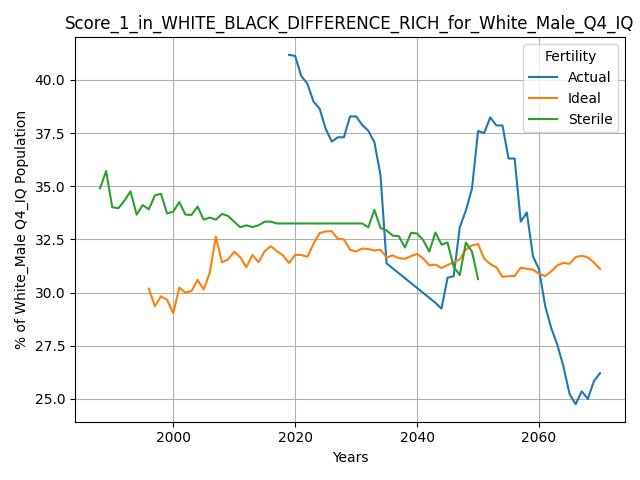 Score_1_in_WHITE_BLACK_DIFFERENCE_RICH_for_White_Male_Q4_IQ
% of White_Male Q4_IQ Population
40.0
37.5
35.0
32.5
30.0
27.5
25.0
Fertility
Actual
Ideal
Sterile
2000
2020
2040
2060
Years